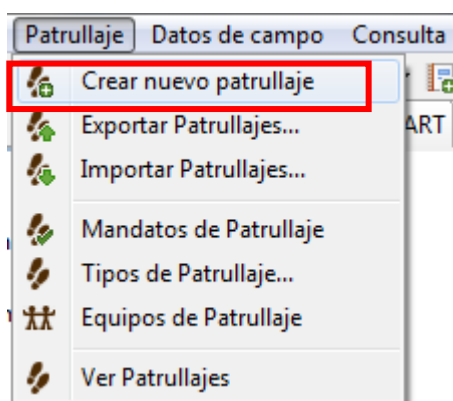 Patrullaje Datos de campo Consulta
Crear nuevo patrullaje
Exportar Patrullajes... ART
Importar Patrullajes...
Mandatos de Patrullaje
Tipos de Patrullaje...
Equipos de Patrullaje
Ver Patrullajes